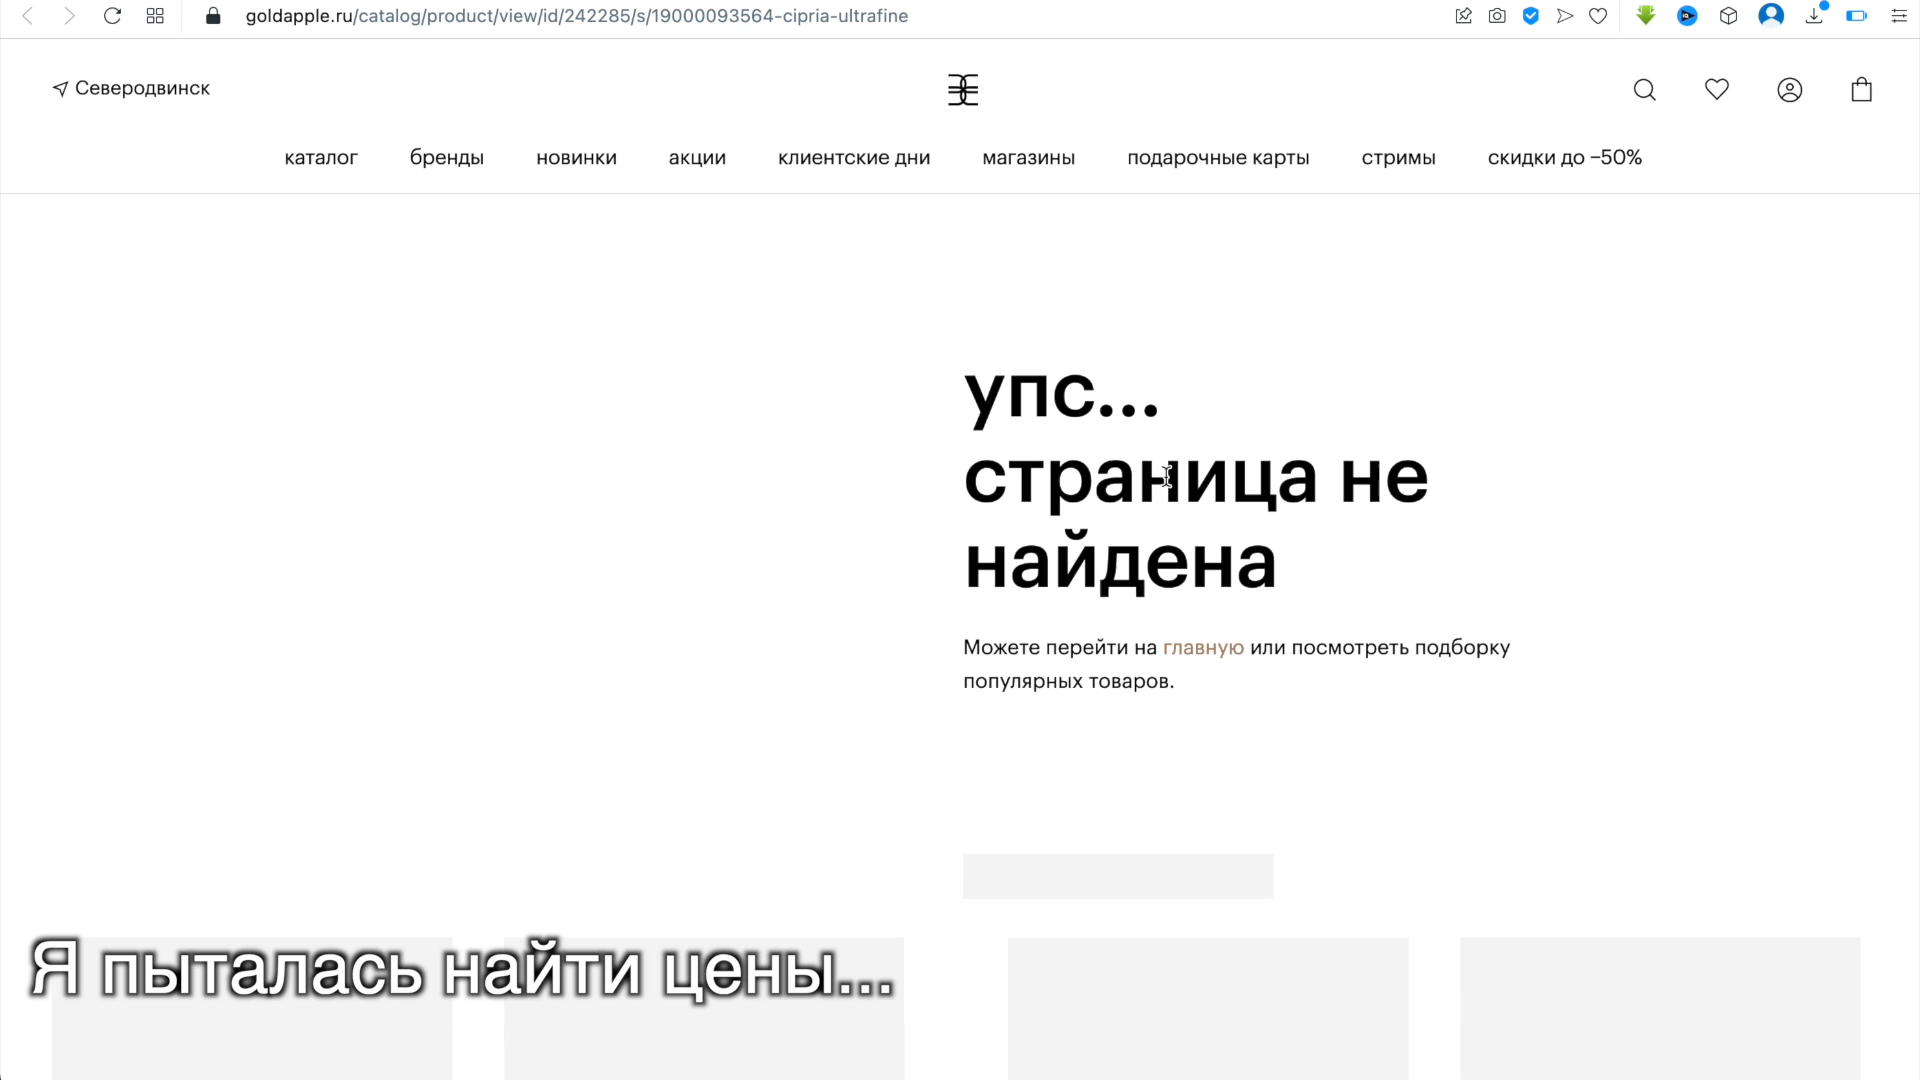 goldapple.ru/catalog/product/view/id/242285/s/19000093564-cipria-ultrafine
Северодвинск
каталог бренды новинки акции клиентские дни магазины подарочные карты стримы скидки до −50%
упс...
страница не
найдена
Можете перейти на главную или посмотреть подборку
популярных товаров.
Я пыталась найти цены...